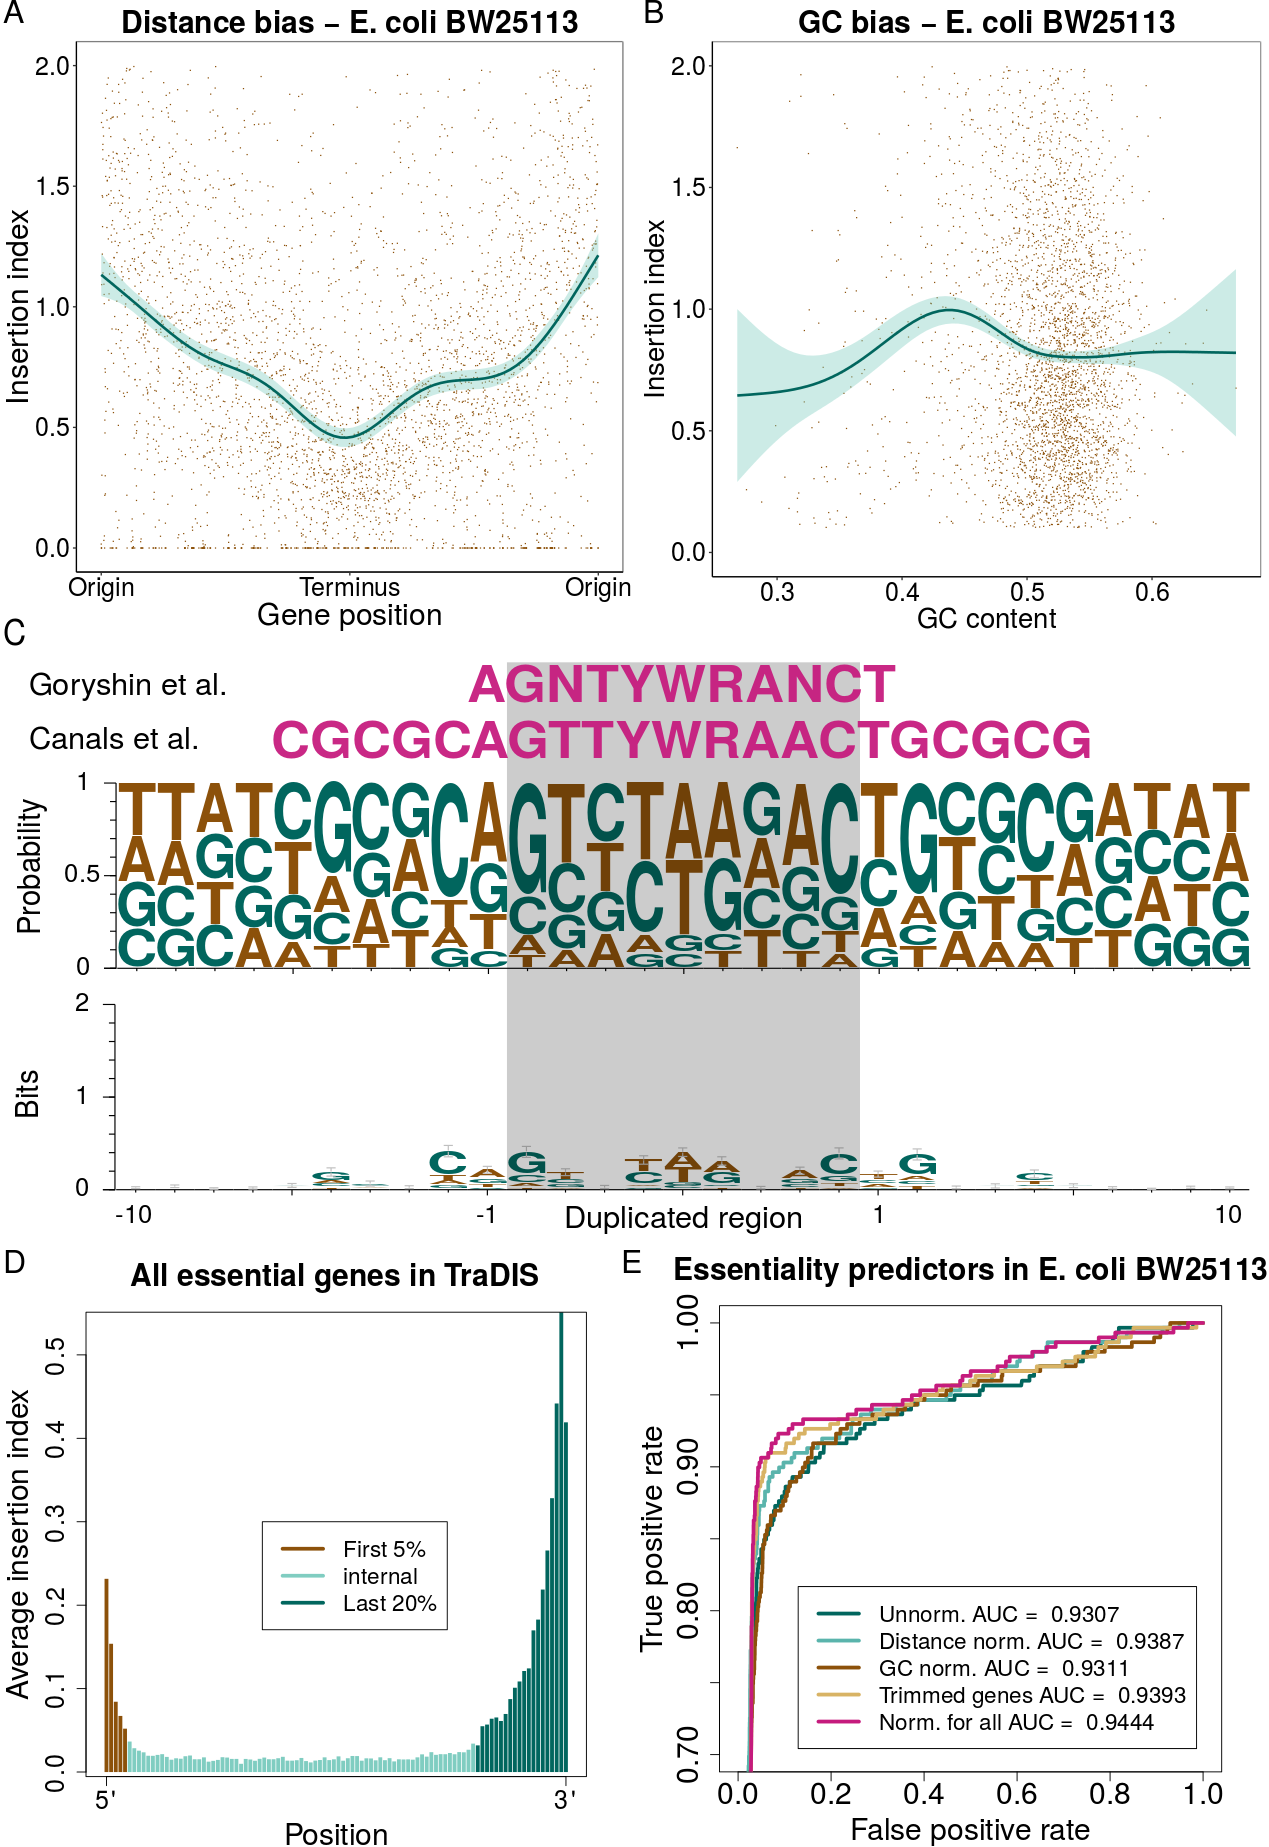 A
Distance bias – E. coli BW25113
Insertion index
2.0
1.5
1.0
0.5
0.0
Origin Terminus Origin
Gene position
B
GC bias – E. coli BW25113
Insertion index
2.0
1.5
1.0
0.5
0.0
0.3 0.4 0.5 0.6
GC content
C
Goryshin et al. AGNTYWRANCT
Canals et al. CGCGCAGTTYWRAACTGCGCG
Probability
1
0.5
0
TTATCGCGCAGTCTAAGACTGCGCGATAT
AAGCTAGACGCCTCTGACGCATCTAGCCA
GCTGGCACTTCGGAGCCCGACGTGCCATC
CGCAATTTGCTAAGCTTTAGTAAATTGGG
Bits
2
1
0
-10 -1 Duplicated region 1 10
D
All essential genes in TraDIS
Average insertion index
0.5
0.4
0.3
0.2
0.1
0.0
First 5%
internal
Last 20%
5' 3'
Position
E
Essentiality predictors in E. coli BW25113
True positive rate
1.00
0.90
0.80
0.70
Unnorm. AUC = 0.9307
Distance norm. AUC = 0.9387
GC norm. AUC = 0.9311
Trimmed genes AUC = 0.9393
Norm. for all AUC = 0.9444
0.0 0.2 0.4 0.6 0.8 1.0
False positive rate